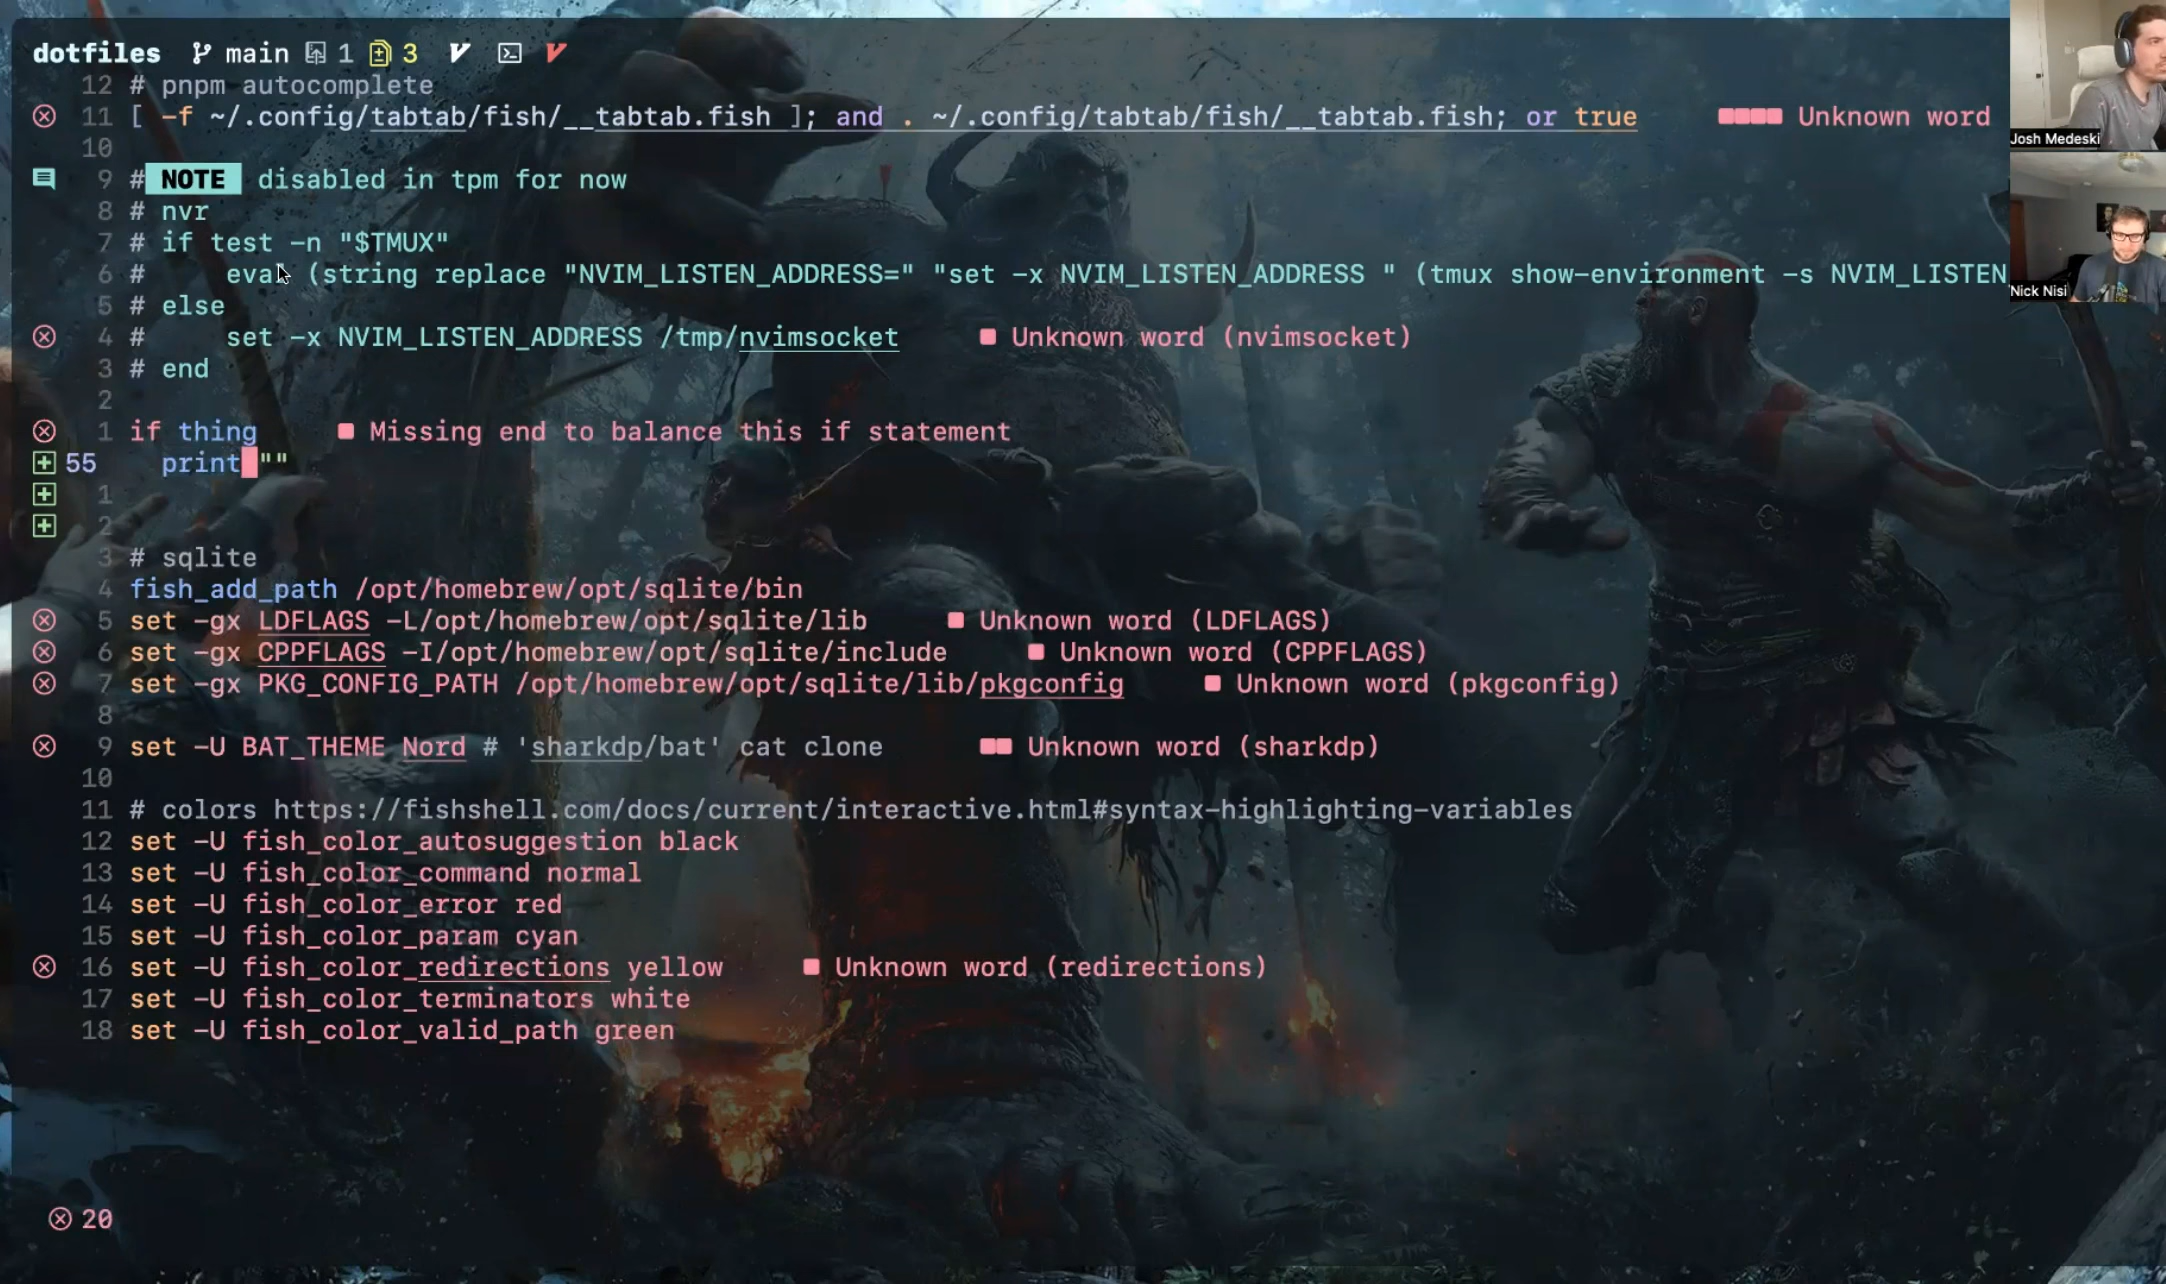 dotfiles main 1 3
12 # pnpm autocomplete
11 [ -f ~/.config/tabtab/fish/__tabtab.fish ]; and . ~/.config/tabtab/fish/__tabtab.fish; or true Unknown word
Josh Medeski
10
9 # NOTE disabled in tpm for now
8 # nvr
7 # if test -n "$TMUX"
6 # eval (string replace "NVIM_LISTEN_ADDRESS=" "set -x NVIM_LISTEN_ADDRESS " (tmux show-environment -s NVIM_LISTEN
Nick Nisi
5 # else
4 # set -x NVIM_LISTEN_ADDRESS /tmp/nvimsocket Unknown word (nvimsocket)
3 # end
2
1 if thing Missing end to balance this if statement
55 print ""
1
2
3 # sqlite
4 fish_add_path /opt/homebrew/opt/sqlite/bin
5 set -gx LDFLAGS -L/opt/homebrew/opt/sqlite/lib Unknown word (LDFLAGS)
6 set -gx CPPFLAGS -I/opt/homebrew/opt/sqlite/include Unknown word (CPPFLAGS)
7 set -gx PKG_CONFIG_PATH /opt/homebrew/opt/sqlite/lib/pkgconfig Unknown word (pkgconfig)
8
9 set -U BAT_THEME Nord # 'sharkdp/bat' cat clone Unknown word (sharkdp)
10
11 # colors https://fishshell.com/docs/current/interactive.html#syntax-highlighting-variables
12 set -U fish_color_autosuggestion black
13 set -U fish_color_command normal
14 set -U fish_color_error red
15 set -U fish_color_param cyan
16 set -U fish_color_redirections yellow Unknown word (redirections)
17 set -U fish_color_terminators white
18 set -U fish_color_valid_path green
20